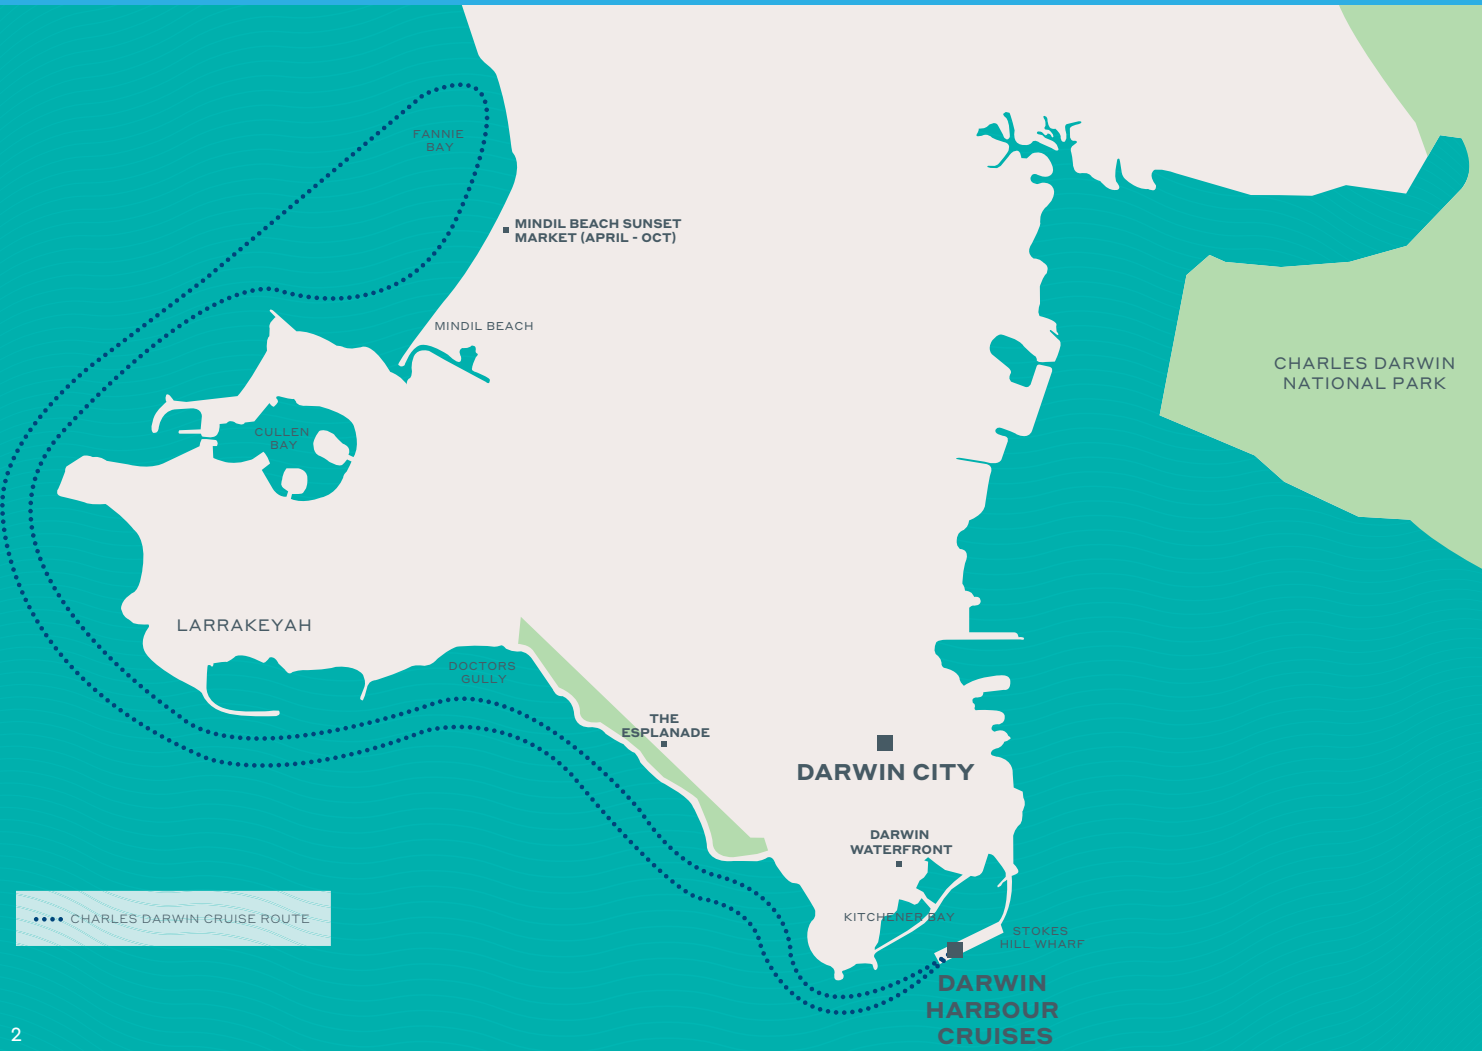 FANNIE
BAY
MINDIL BEACH SUNSET
MARKET (APRIL - OCT)
MINDIL BEACH
CHARLES DARWIN
NATIONAL PARK
CULLEN
BAY
LARRAKEYAH
DOCTORS
GULLY
THE
ESPLANADE
DARWIN CITY
DARWIN
WATERFRONT
KITCHENER BAY
STOKES
HILL WHARF
CHARLES DARWIN CRUISE ROUTE
DARWIN
HARBOUR
CRUISES
2